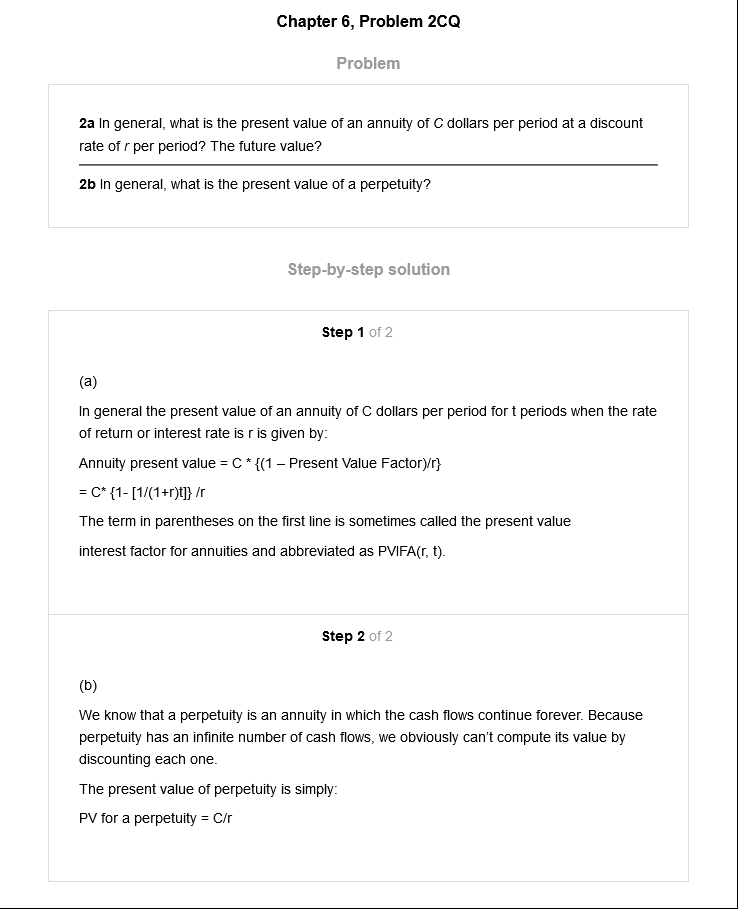 Chapter 6, Problem 2CQ
Problem
2a In general, what is the present value of an annuity of C dollars per period at a discount
rate of r per period? The future value?
2b In general, what is the present value of a perpetuity?
Step-by-step solution
Step 1 of 2
(a)
In general the present value of an annuity of C dollars per period for t periods when the rate
of return or interest rate is r is given by:
Annuity present value = C * {(1 – Present Value Factor)/r}
= C* {1- [1/(1+r)t]} /r
The term in parentheses on the first line is sometimes called the present value
interest factor for annuities and abbreviated as PVIFA(r, t).
Step 2 of 2
(b)
We know that a perpetuity is an annuity in which the cash flows continue forever. Because
perpetuity has an infinite number of cash flows, we obviously can't compute its value by
discounting each one.
The present value of perpetuity is simply:
PV for a perpetuity = C/r